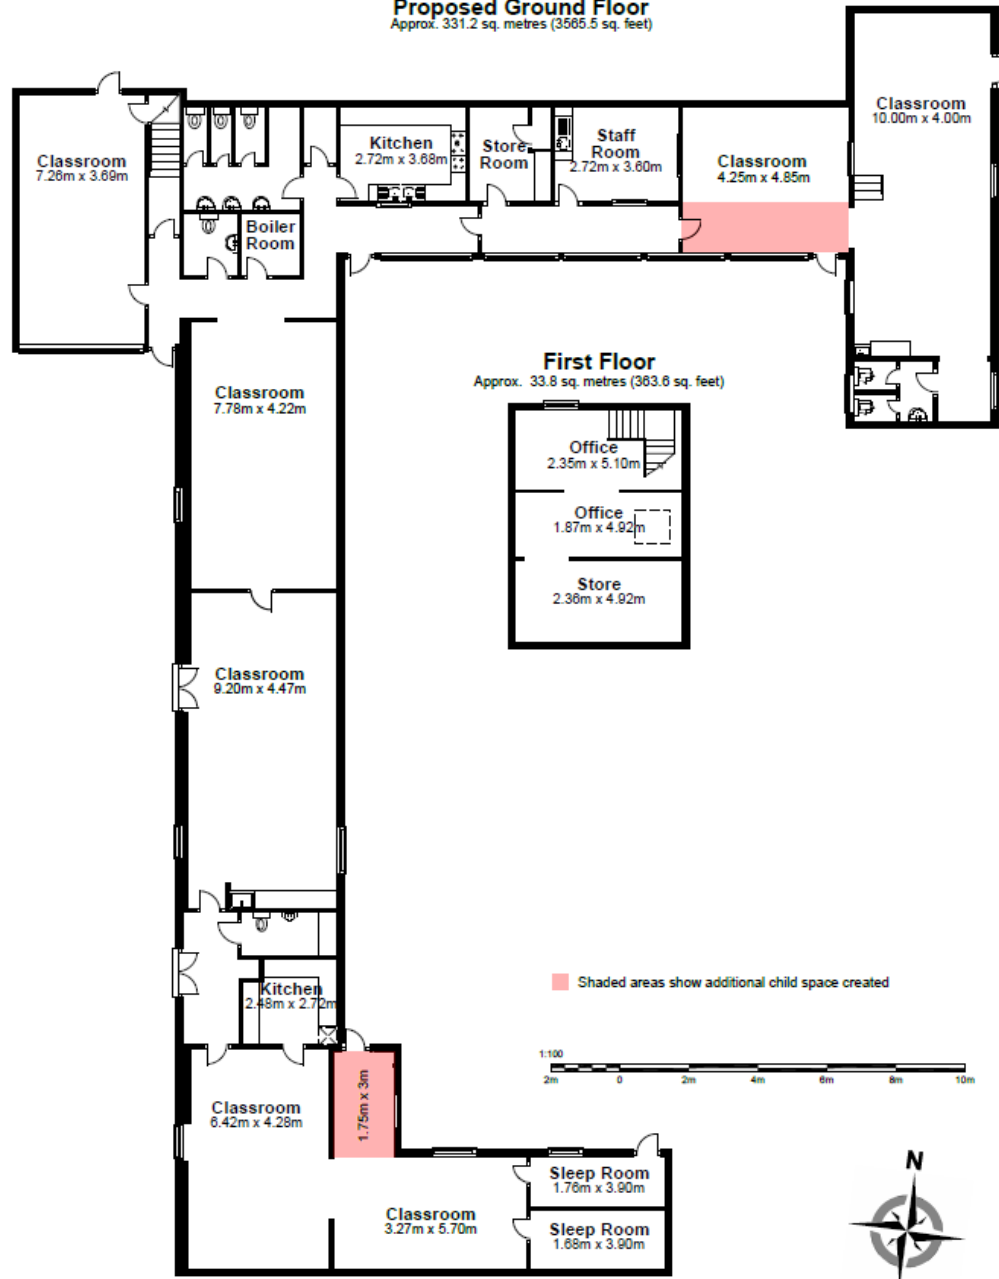 Proposed Ground Floor
Approx. 331.2 sq. metres (3565.5 sq. feet)
Classroom
10.00m x 4.00m
Classroom
7.26m x 3.69m
Kitchen
2.72m x 3.68m
Store
Room
Staff
Room
2.72m x 3.60m
Classroom
4.25m x 4.85m
Boiler
Room
First Floor
Approx. 33.8 sq. metres (363.6 sq. feet)
Classroom
7.78m x 4.22m
Office
2.35m x 5.10m
Office
1.87m x 4.92m
Store
2.36m x 4.92m
Classroom
9.20m x 4.47m
Shaded areas show additional child space created
Kitchen
2.48m x 2.72m
1:100
2m 0 2m 4m 6m 8m 10m
1.75m x 3m
Classroom
6.42m x 4.28m
N
Sleep Room
1.76m x 3.90m
Classroom
3.27m x 5.70m
Sleep Room
1.68m x 3.90m